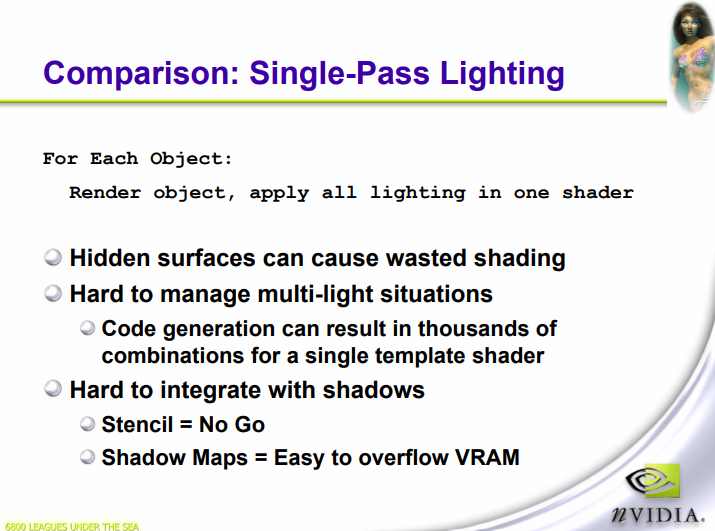 Comparison: Single-Pass Lighting
For Each Object:
Render object, apply all lighting in one shader
Hidden surfaces can cause wasted shading
Hard to manage multi-light situations
Code generation can result in thousands of
combinations for a single template shader
Hard to integrate with shadows
Stencil = No Go
Shadow Maps = Easy to overflow VRAM
6800 LEAGUES UNDER THE SEA
nVIDIA.